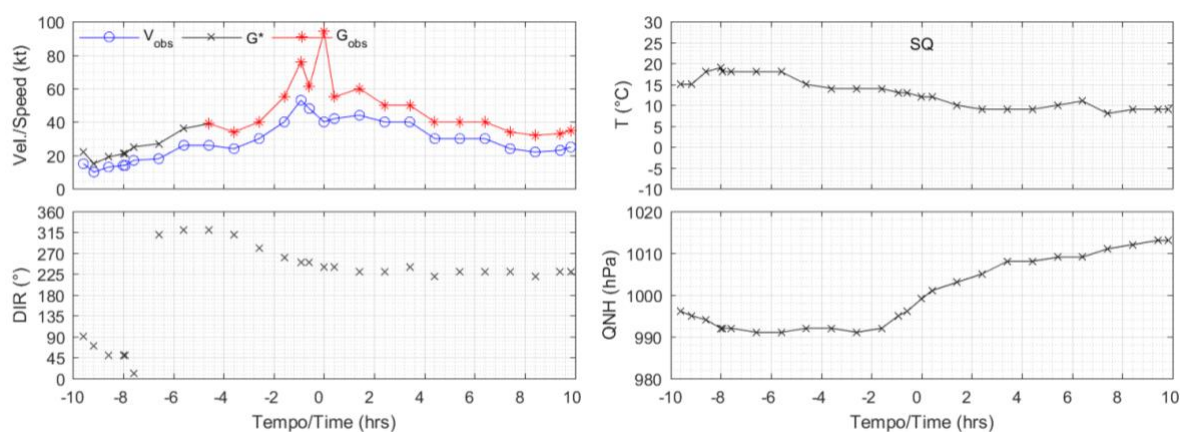 100
80
60
40
20
0
Vel./Speed (kt)
V_obs G* G_obs
360
315
270
225
180
135
90
45
0
DIR (°)
-10 -8 -6 -4 -2 0 2 4 6 8 10
Tempo/Time (hrs)
30
25
20
15
10
5
0
-5
-10
T (°C)
SQ
1020
1010
1000
990
980
QNH (hPa)
-10 -8 -6 -4 -2 0 2 4 6 8 10
Tempo/Time (hrs)